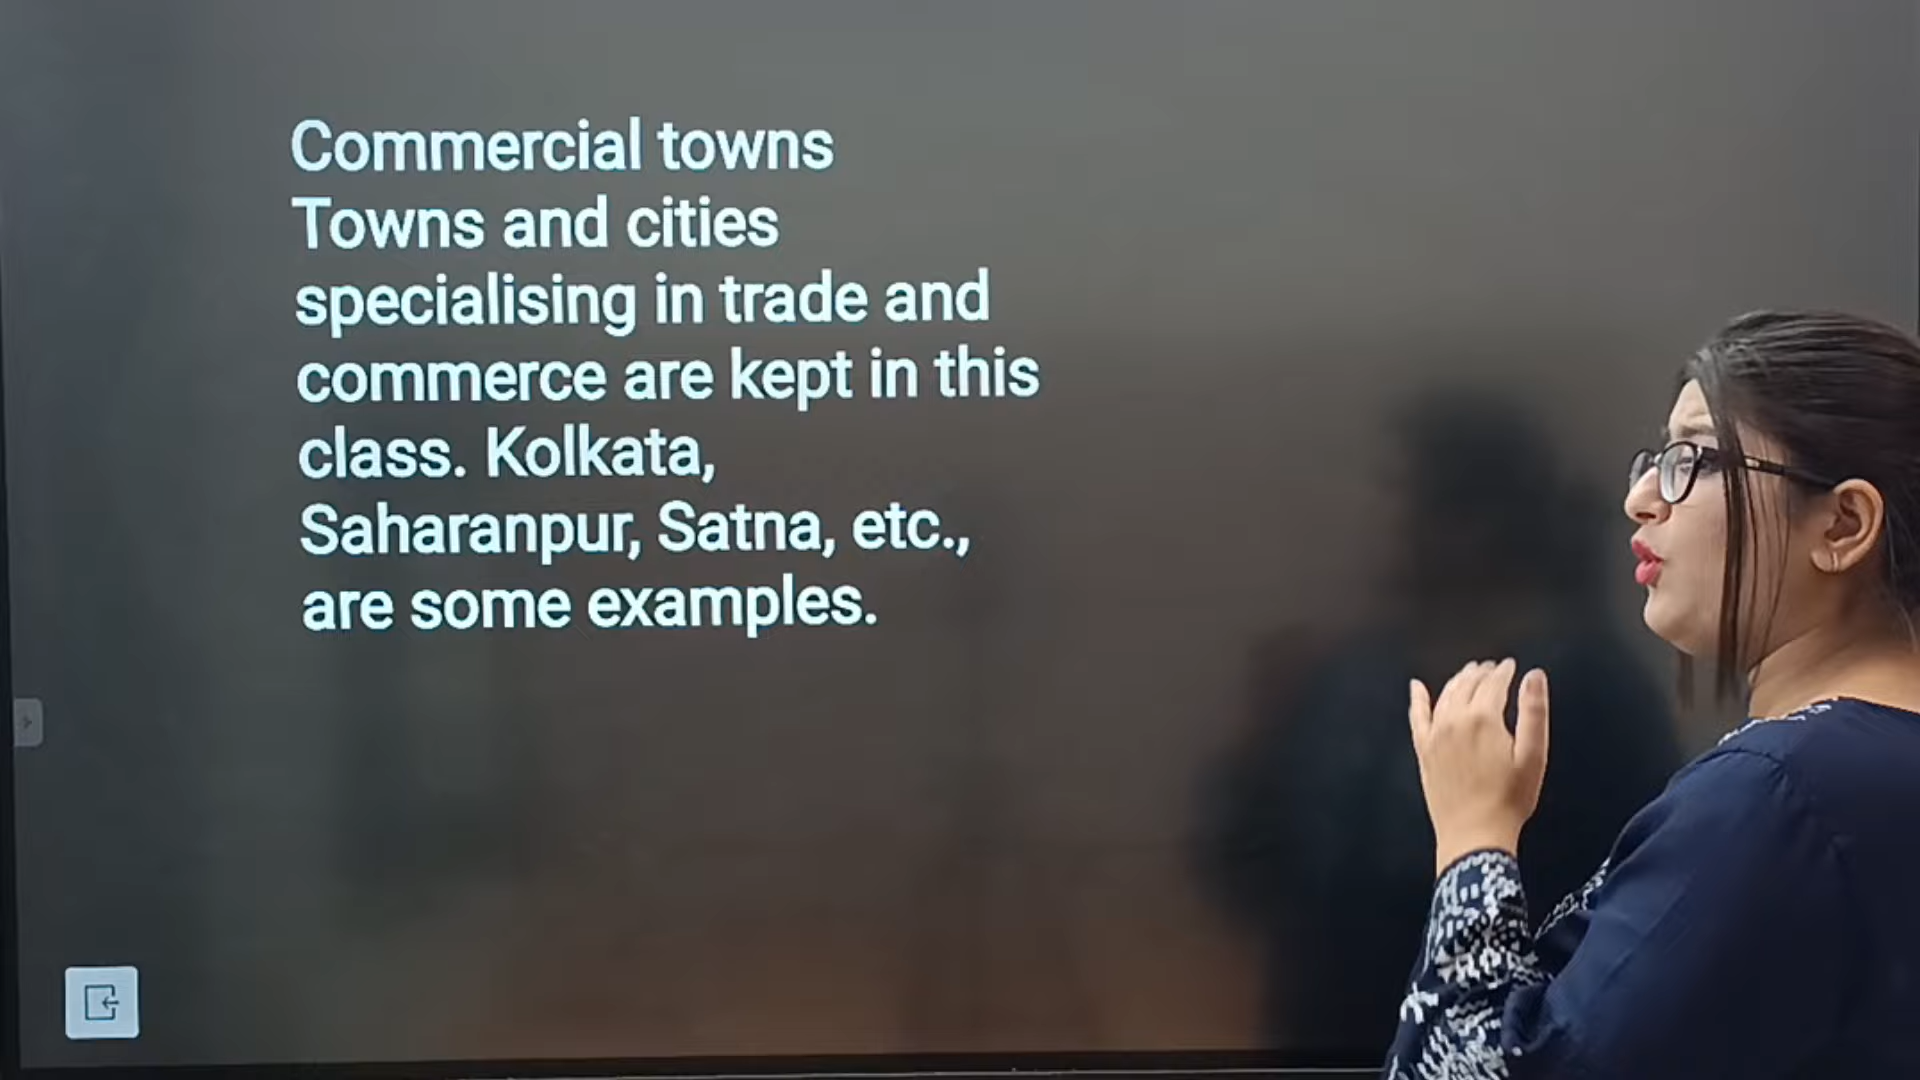 Commercial towns
Towns and cities
specialising in trade and
commerce are kept in this
class. Kolkata,
Saharanpur, Satna, etc.,
are some examples.